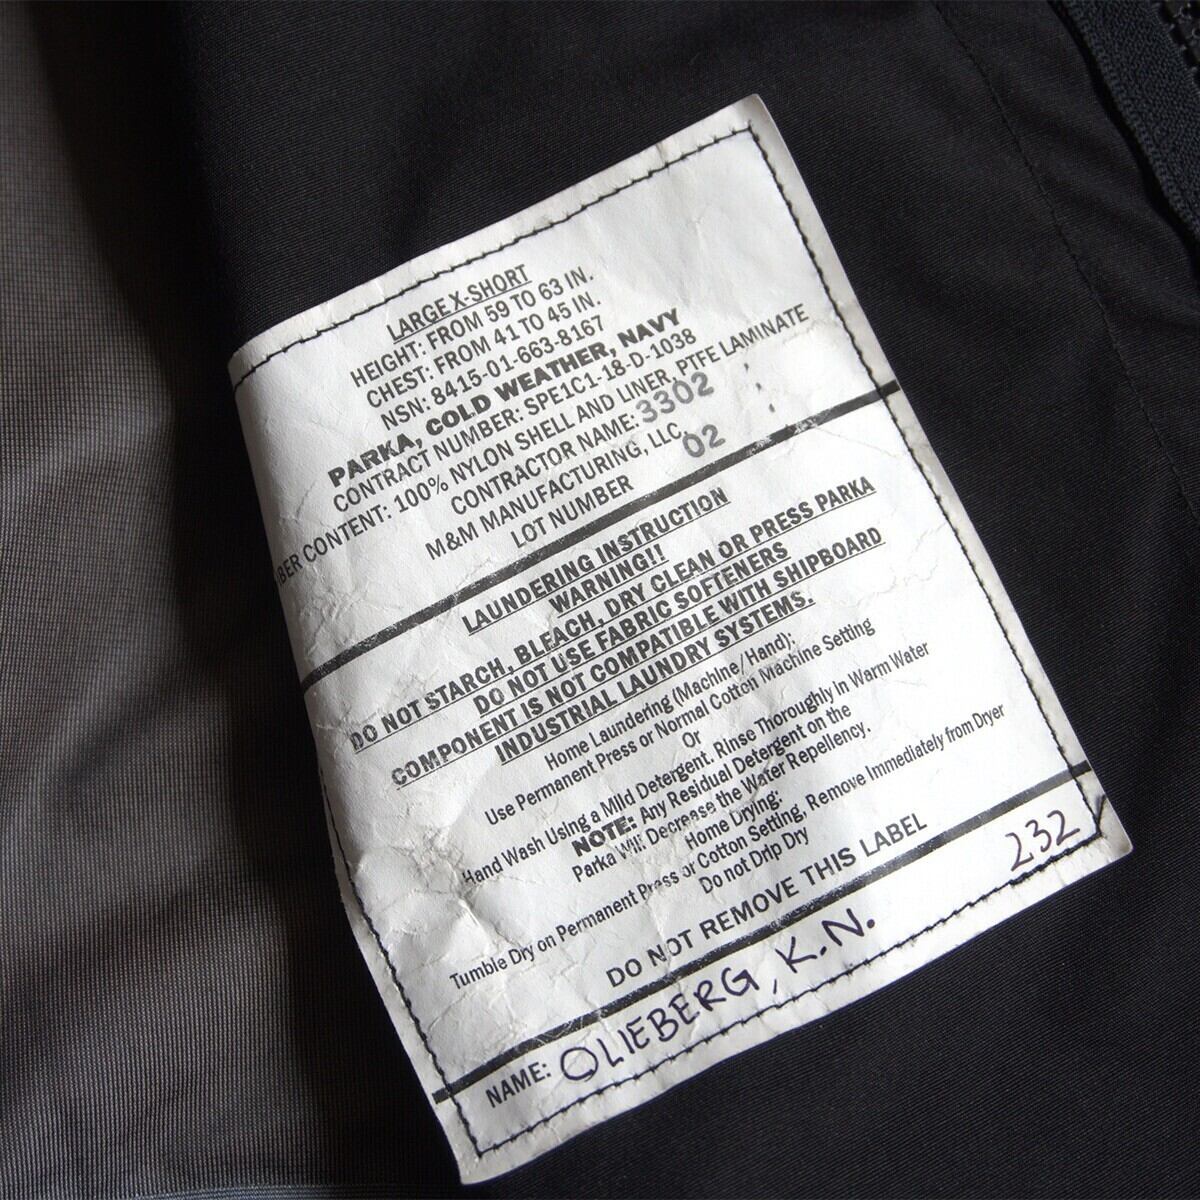 LARGE X-SHORT
HEIGHT: FROM 59 TO 63 IN.
CHEST: FROM 41 TO 45 IN.
NSN: 8415-01-663-8167
PARKA, COLD WEATHER, NAVY
CONTRACT NUMBER: SPE1C1-18-D-1038
BER CONTENT: 100% NYLON SHELL AND LINER, PTFE LAMINATE
CONTRACTOR NAME: 3302
M&M MANUFACTURING, LLC
LOT NUMBER 02
LAUNDERING INSTRUCTION
WARNING!!
DO NOT STARCH, BLEACH, DRY CLEAN OR PRESS PARKA
DO NOT USE FABRIC SOFTENERS
COMPONENT IS NOT COMPATIBLE WITH SHIPBOARD
INDUSTRIAL LAUNDRY SYSTEMS.
Home Laundering (Machine/Hand):
Use Permanent Press or Normal Cotton Machine Setting
Or
Hand Wash Using a Mild Detergent. Rinse Thoroughly in Warm Water
NOTE: Any Residual Detergent on the
Parka Will Decrease the Water Repellency.
Home Drying:
Tumble Dry on Permanent Press or Cotton Setting, Remove Immediately from Dryer
Do not Drip Dry
DO NOT REMOVE THIS LABEL
232
NAME: OLIEBERG, K.N.